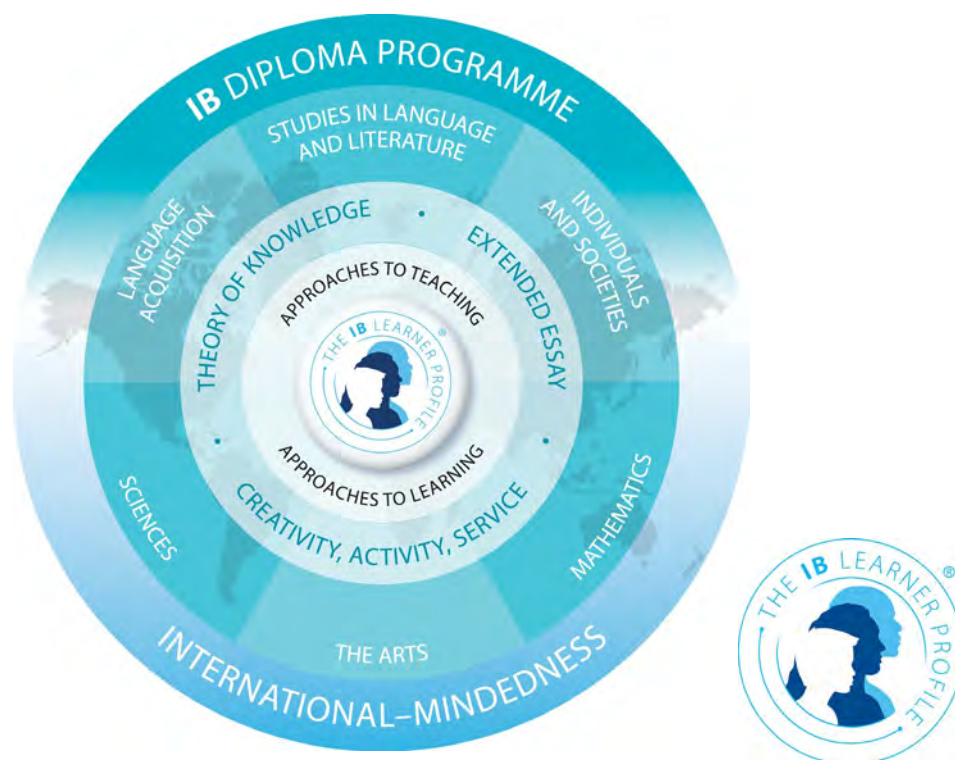 IB DIPLOMA PROGRAMME
STUDIES IN LANGUAGE
AND LITERATURE
LANGUAGE
ACQUISITION
INDIVIDUALS
AND SOCIETIES
THEORY OF KNOWLEDGE
•
EXTENDED ESSAY
•
APPROACHES TO TEACHING
THE IB LEARNER PROFILE
®
APPROACHES TO LEARNING
•
CREATIVITY, ACTIVITY, SERVICE
SCIENCES
MATHEMATICS
THE ARTS
INTERNATIONAL–MINDEDNESS
THE IB LEARNER PROFILE
®